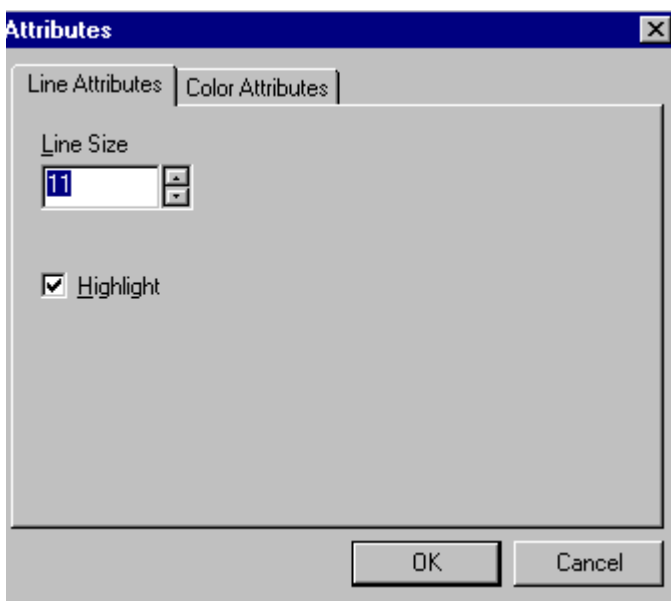 Attributes
Line Attributes Color Attributes
Line Size
11
Highlight
OK Cancel